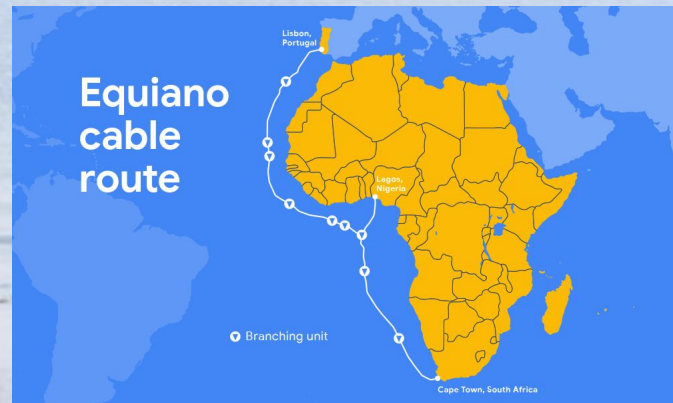 Lisbon,
Portugal
Equiano
cable
route
Lagos,
Nigeria
Branching unit
Cape Town, South Africa